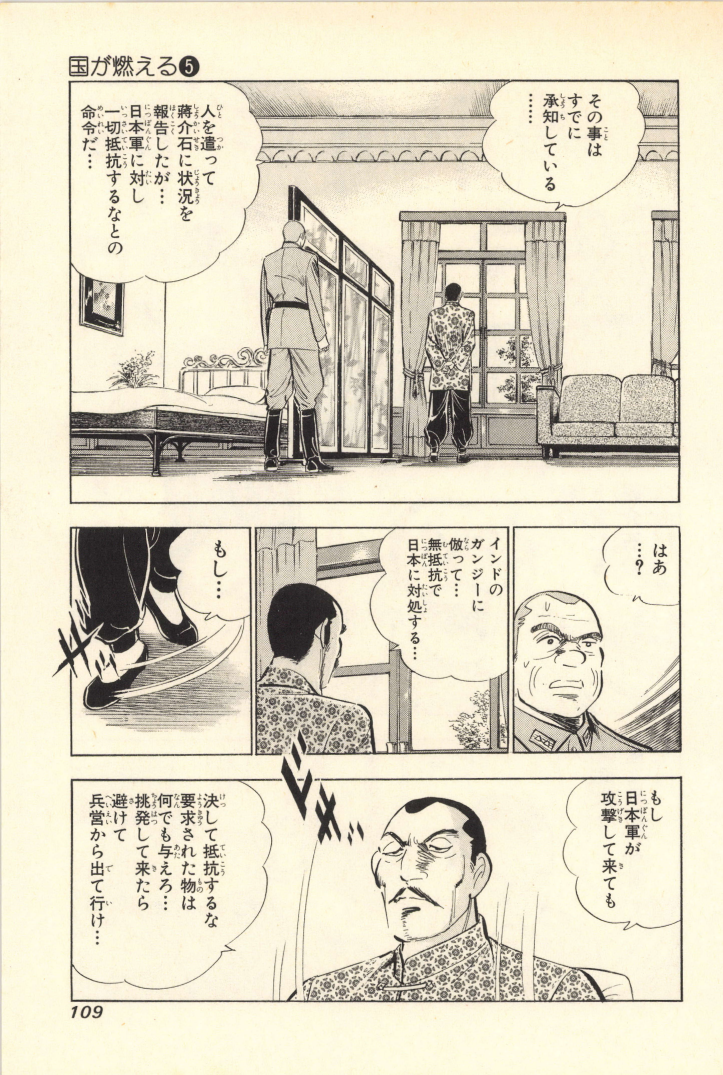 国が燃える❺
その事は
すでに
承知している
………
人を遣って
蔣介石に状況を
報告したが…
日本軍に対し
一切抵抗するなとの
命令だ…
はあ
…?
インドの
ガンジーに
倣って…
無抵抗で
日本に対処する…
もし…
もし
日本軍が
攻撃して来ても
決して抵抗するな
要求された物は
何でも与えろ…
挑発して来たら
避けて
兵営から出て行け…
109